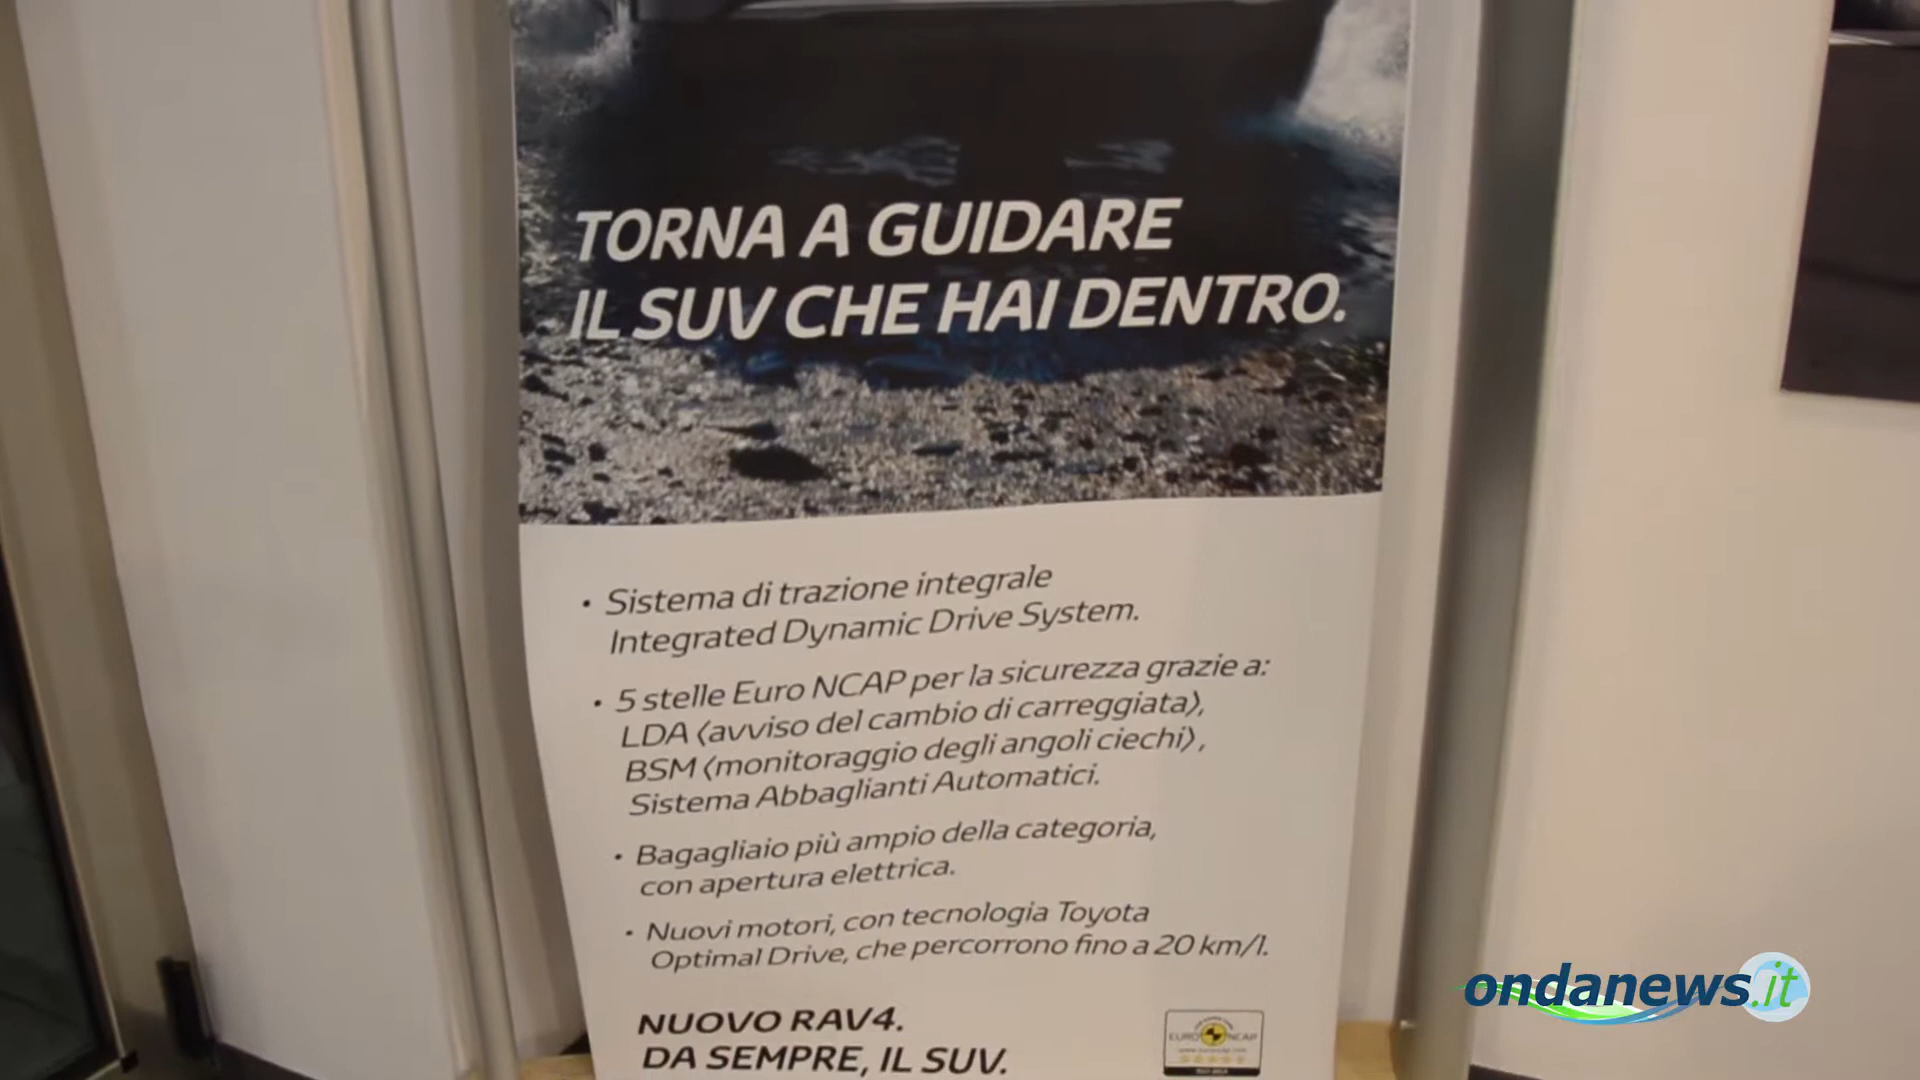 TORNA A GUIDARE
IL SUV CHE HAI DENTRO.
• Sistema di trazione integrale
Integrated Dynamic Drive System.
• 5 stelle Euro NCAP per la sicurezza grazie a:
LDA (avviso del cambio di carreggiata),
BSM (monitoraggio degli angoli ciechi),
Sistema Abbaglianti Automatici.
• Bagagliaio più ampio della categoria,
con apertura elettrica.
• Nuovi motori, con tecnologia Toyota
Optimal Drive, che percorrono fino a 20 km/l.
NUOVO RAV4.
DA SEMPRE, IL SUV.
EURO NCAP
ondanews.it